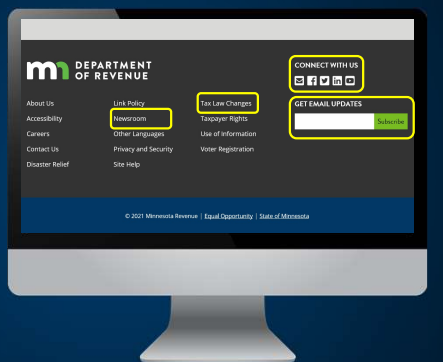 DEPARTMENT
OF REVENUE
CONNECT WITH US
About Us
Accessibility
Careers
Contact Us
Disaster Relief
Link Policy
Newsroom
Other Languages
Privacy and Security
Site Help
Tax Law Changes
Taxpayer Rights
Use of Information
Voter Registration
GET EMAIL UPDATES
Subscribe
© 2021 Minnesota Revenue | Equal Opportunity | State of Minnesota